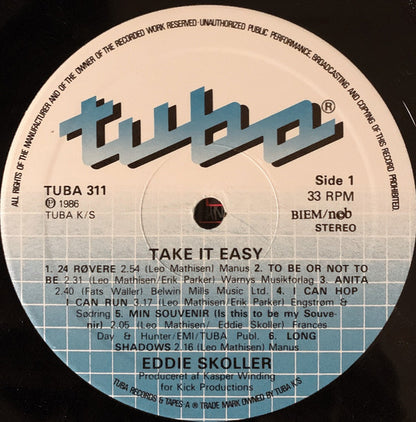 ALL RIGHTS OF THE MANUFACTURER AND OF THE OWNER OF THE RECORDED WORK RESERVED · UNAUTHORIZED PUBLIC PERFORMANCE, BROADCASTING AND COPYING OF THIS RECORD PROHIBITED.
tuba®
TUBA 311
℗ 1986
TUBA K/S
Side 1
33 RPM
BIEM/ncb
STEREO
TAKE IT EASY
1. 24 RØVERE 2.54 (Leo Mathisen) Manus 2. TO BE OR NOT TO
BE 2.31 (Leo Mathisen/Erik Parker) Warnys Musikforlag 3. ANITA
2.40 (Fats Waller) Belwin Mills Music Ltd. 4. I CAN HOP
I CAN RUN 3.17 (Leo Mathisen/Erik Parker) Engstrøm &
Sødring 5. MIN SOUVENIR (Is this to be my Souve-
nir) 2.05 (Leo Mathisen/ Eddie Skoller) Frances
Day & Hunter/EMI/TUBA Publ. 6. LONG
SHADOWS 2.16 (Leo Mathisen) Manus
EDDIE SKOLLER
Produceret af Kasper Winding
for Kick Productions
TUBA RECORDS & TAPES A ® TRADE MARK OWNED BY TUBA K/S